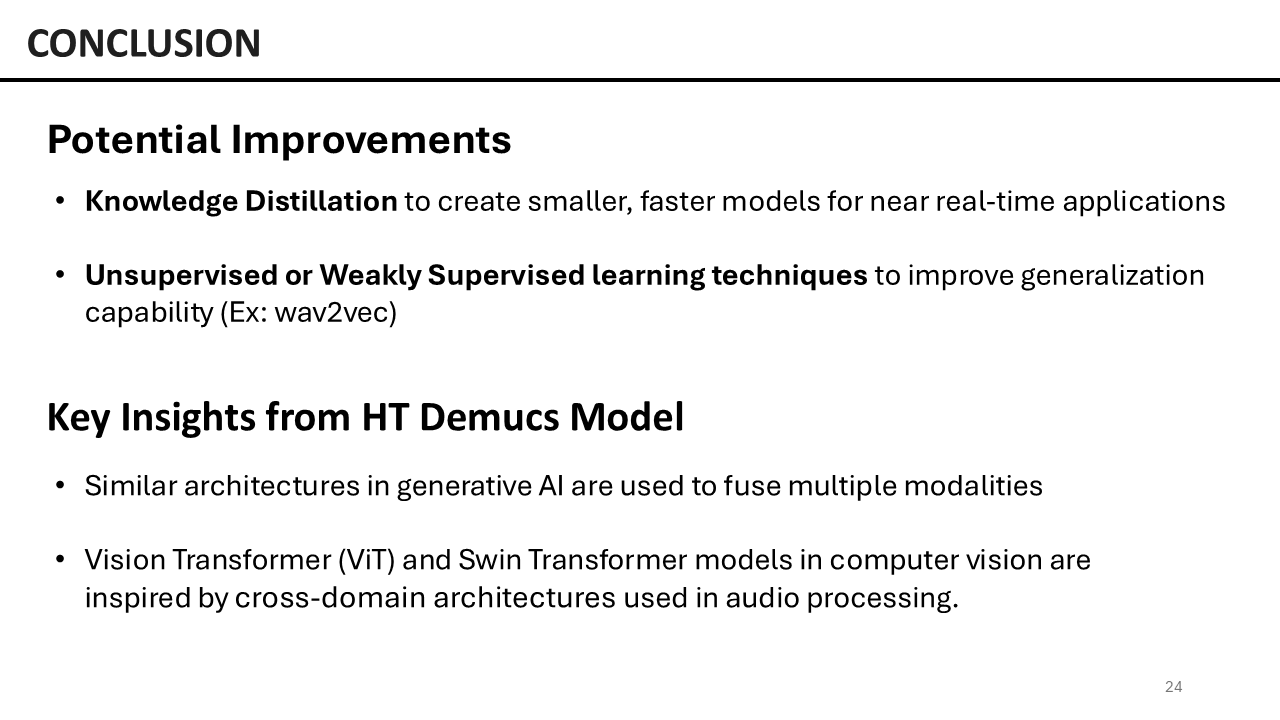 CONCLUSION
Potential Improvements
• Knowledge Distillation to create smaller, faster models for near real-time applications
• Unsupervised or Weakly Supervised learning techniques to improve generalization
capability (Ex: wav2vec)
Key Insights from HT Demucs Model
• Similar architectures in generative AI are used to fuse multiple modalities
• Vision Transformer (ViT) and Swin Transformer models in computer vision are
inspired by cross-domain architectures used in audio processing.
24